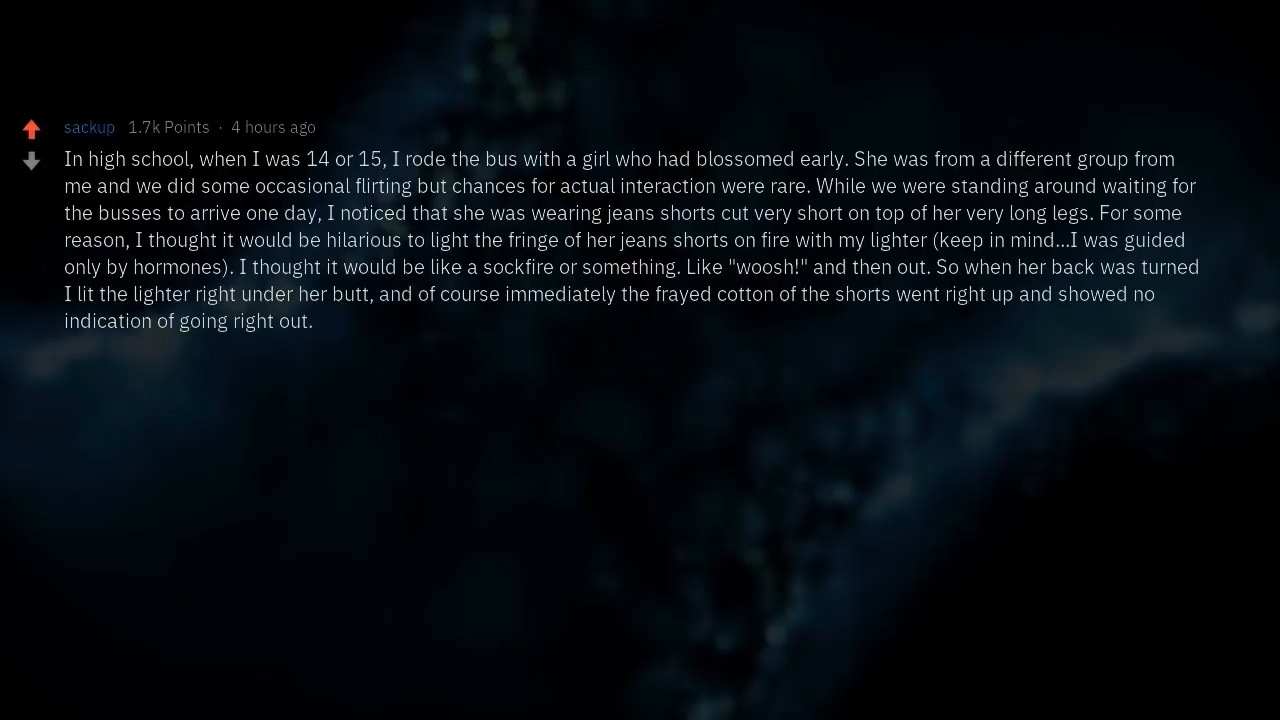 sackup 1.7k Points · 4 hours ago
In high school, when I was 14 or 15, I rode the bus with a girl who had blossomed early. She was from a different group from
me and we did some occasional flirting but chances for actual interaction were rare. While we were standing around waiting for
the busses to arrive one day, I noticed that she was wearing jeans shorts cut very short on top of her very long legs. For some
reason, I thought it would be hilarious to light the fringe of her jeans shorts on fire with my lighter (keep in mind...I was guided
only by hormones). I thought it would be like a sockfire or something. Like "woosh!" and then out. So when her back was turned
I lit the lighter right under her butt, and of course immediately the frayed cotton of the shorts went right up and showed no
indication of going right out.